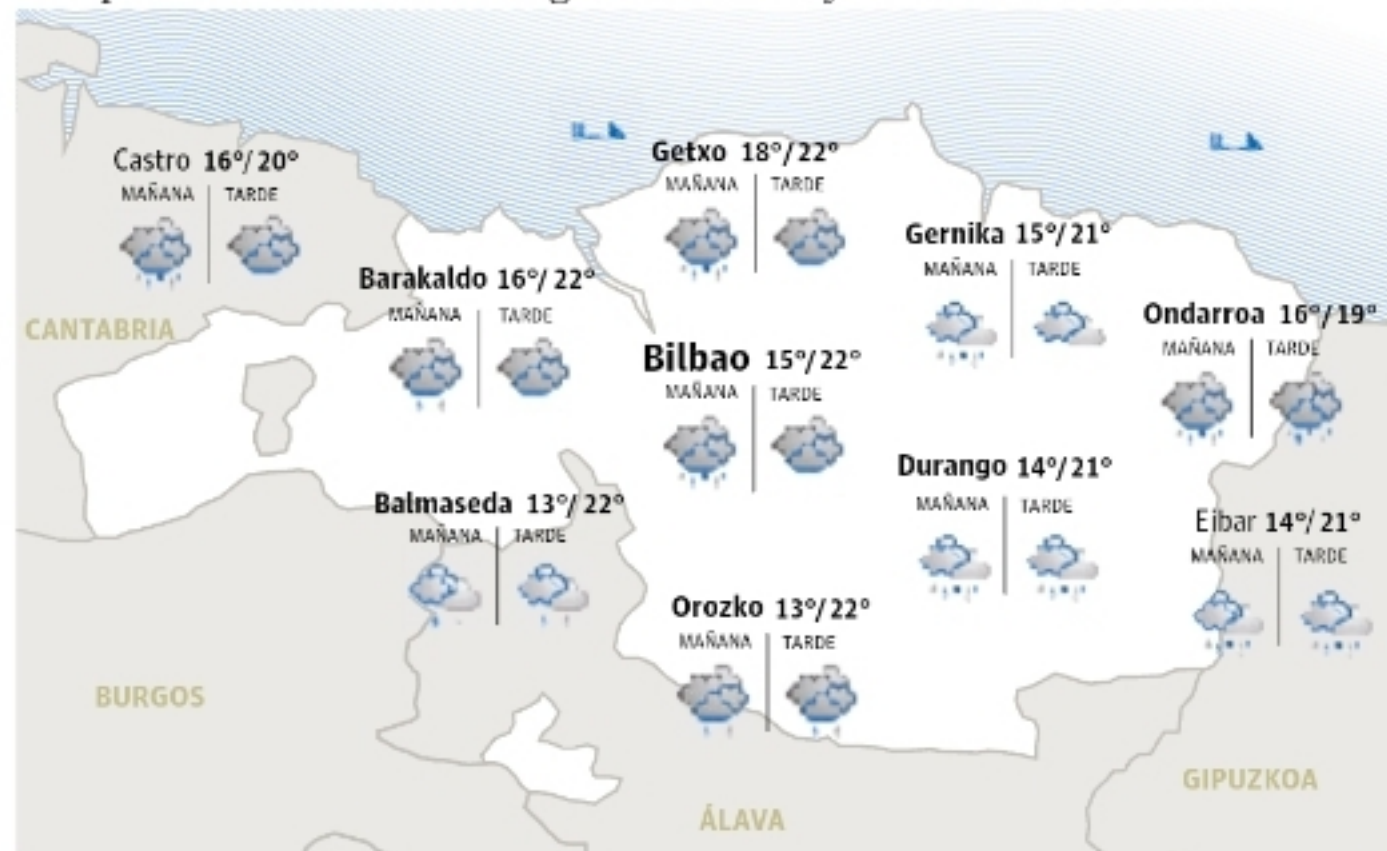 Castro 16°/20°
MAÑANA TARDE
Getxo 18°/22°
MAÑANA TARDE
Gernika 15°/21°
MAÑANA TARDE
Barakaldo 16°/22°
MAÑANA TARDE
CANTABRIA
Ondarroa 16°/19°
MAÑANA TARDE
Bilbao 15°/22°
MAÑANA TARDE
Durango 14°/21°
MAÑANA TARDE
Balmaseda 13°/22°
MAÑANA TARDE
Eibar 14°/21°
MAÑANA TARDE
Orozko 13°/22°
MAÑANA TARDE
BURGOS
GIPUZKOA
ÁLAVA